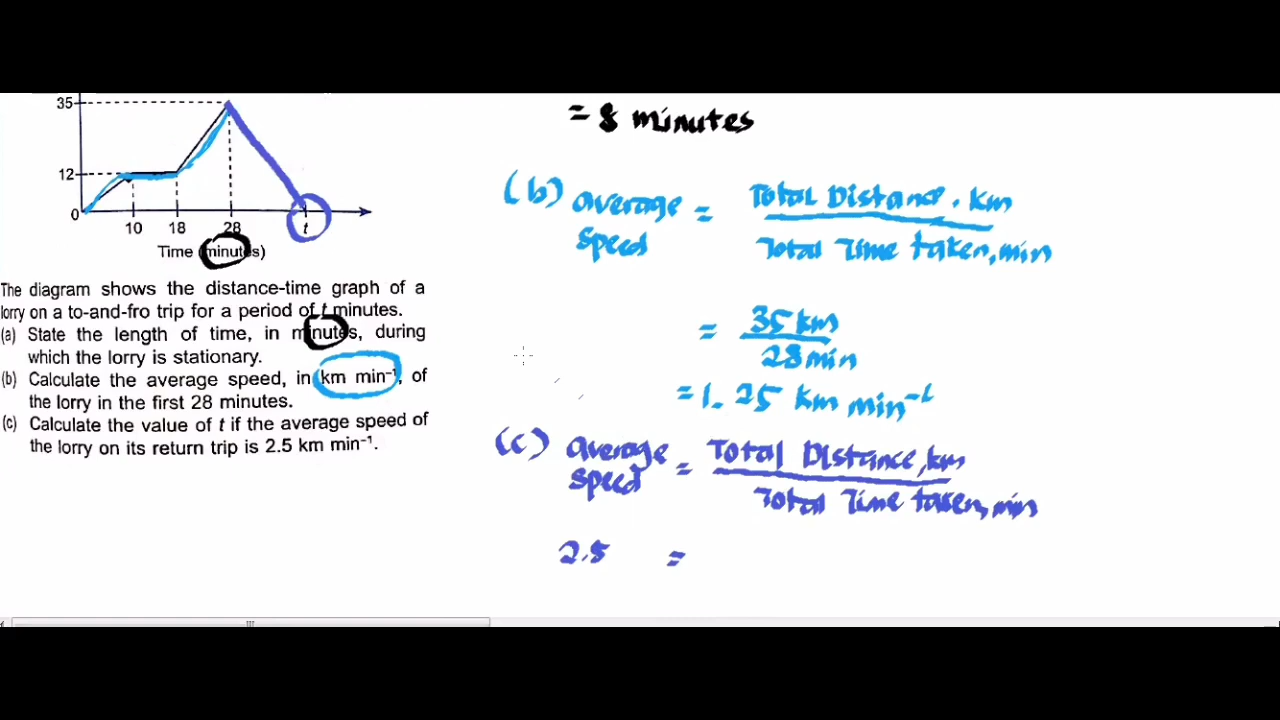 35
12
0
10 18 28 t
Time (minutes)
The diagram shows the distance-time graph of a
lorry on a to-and-fro trip for a period of t minutes.
(a) State the length of time, in minutes, during
which the lorry is stationary.
(b) Calculate the average speed, in km min⁻¹, of
the lorry in the first 28 minutes.
(c) Calculate the value of t if the average speed of
the lorry on its return trip is 2.5 km min⁻¹.
= 8 minutes
(b) average speed = Total Distance, km
Total Time taken, min
= 35 km
28 min
= 1.25 km min⁻¹
(c) average speed = Total Distance, km
Total Time taken, min
2.5 =